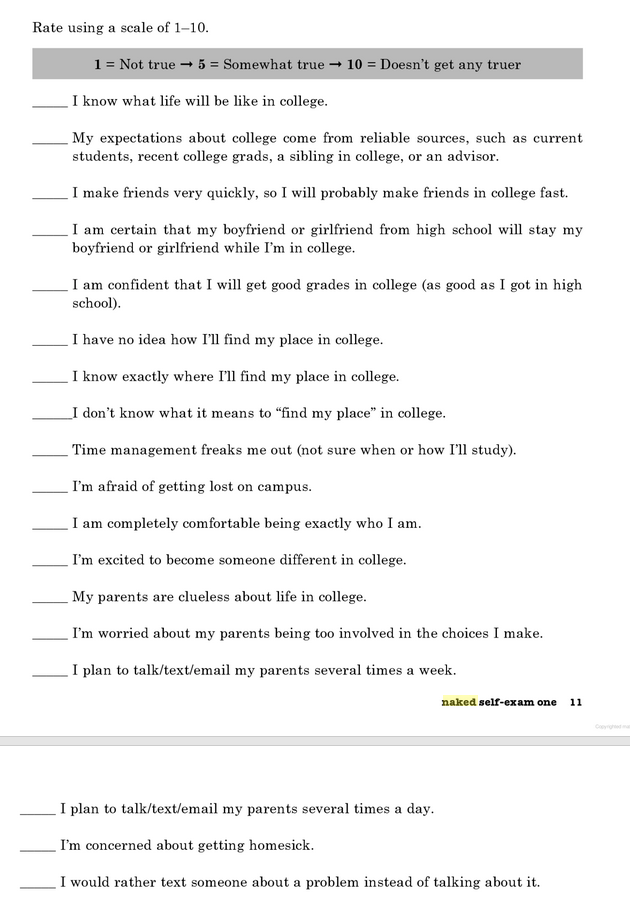 Rate using a scale of 1–10.
1 = Not true → 5 = Somewhat true → 10 = Doesn't get any truer
_____ I know what life will be like in college.
_____ My expectations about college come from reliable sources, such as current
students, recent college grads, a sibling in college, or an advisor.
_____ I make friends very quickly, so I will probably make friends in college fast.
_____ I am certain that my boyfriend or girlfriend from high school will stay my
boyfriend or girlfriend while I'm in college.
_____ I am confident that I will get good grades in college (as good as I got in high
school).
_____ I have no idea how I'll find my place in college.
_____ I know exactly where I'll find my place in college.
_____I don't know what it means to “find my place” in college.
_____ Time management freaks me out (not sure when or how I'll study).
_____ I'm afraid of getting lost on campus.
_____ I am completely comfortable being exactly who I am.
_____ I'm excited to become someone different in college.
_____ My parents are clueless about life in college.
_____ I'm worried about my parents being too involved in the choices I make.
_____ I plan to talk/text/email my parents several times a week.
naked self-exam one 11
Copyrighted
_____ I plan to talk/text/email my parents several times a day.
_____ I'm concerned about getting homesick.
_____ I would rather text someone about a problem instead of talking about it.